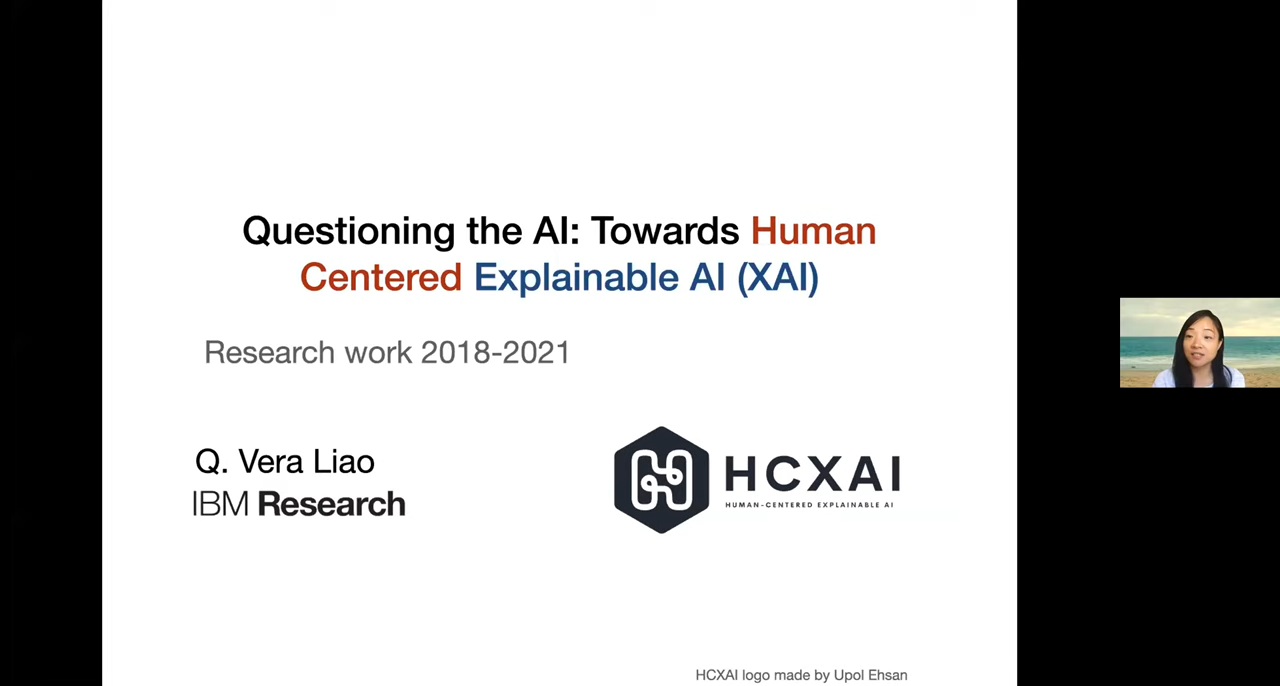 Questioning the AI: Towards Human
Centered Explainable AI (XAI)
Research work 2018-2021
Q. Vera Liao
IBM Research
HCXAI
HUMAN-CENTERED EXPLAINABLE AI
HCXAI logo made by Upol Ehsan